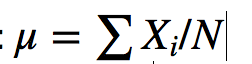 : μ = ∑ Xᵢ/N